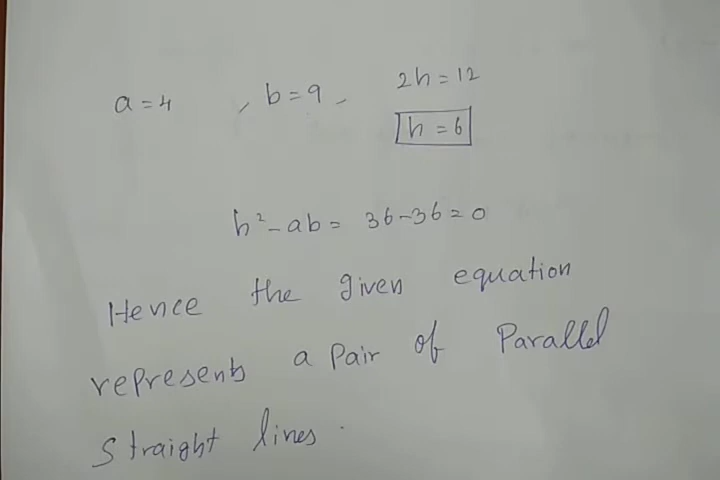 a = 4 , b = 9 , 2h = 12
h = 6
h² - ab = 36 - 36 = 0
Hence the given equation
represents a Pair of Parallel
Straight lines.